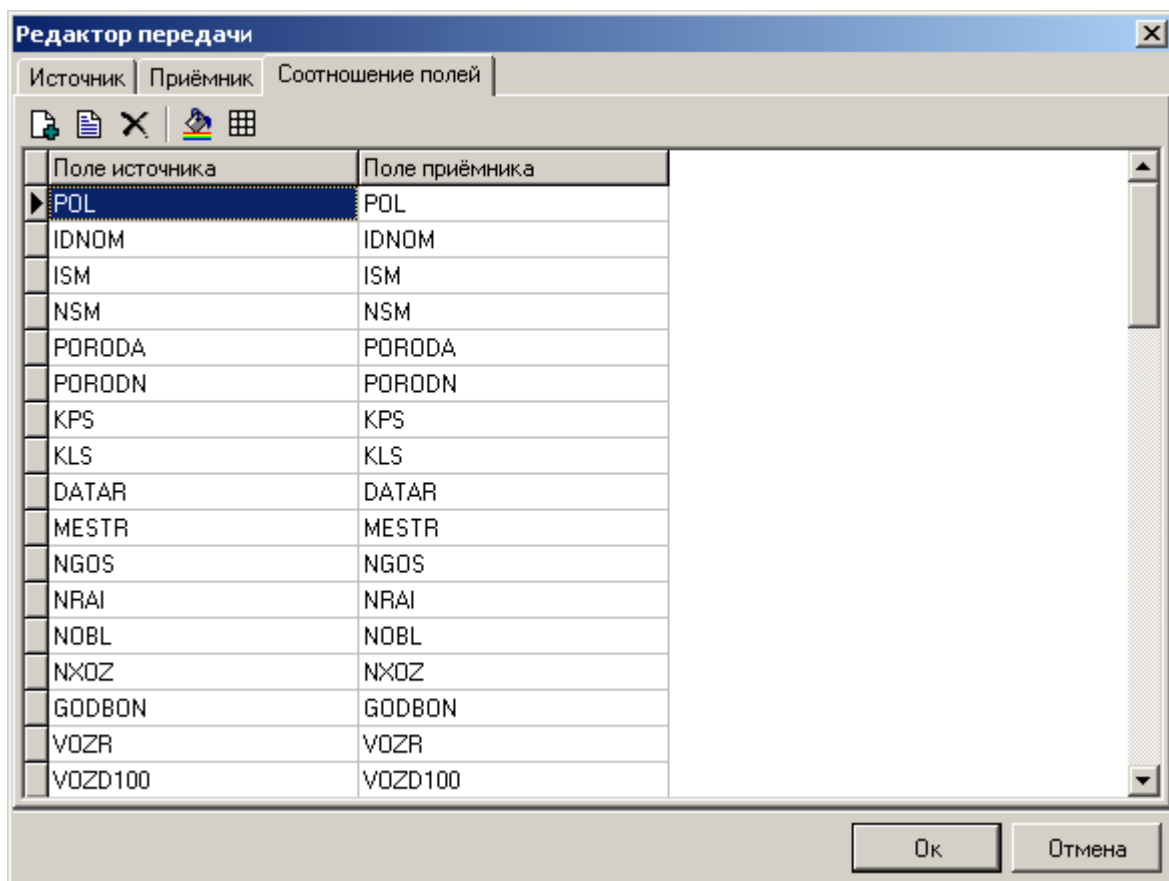 Редактор передачи
Источник Приёмник Соотношение полей
Поле источника Поле приёмника
POL POL
IDNOM IDNOM
ISM ISM
NSM NSM
PORODA PORODA
PORODN PORODN
KPS KPS
KLS KLS
DATAR DATAR
MESTR MESTR
NGOS NGOS
NRAI NRAI
NOBL NOBL
NXOZ NXOZ
GODBON GODBON
VOZR VOZR
VOZD100 VOZD100
Ок Отмена